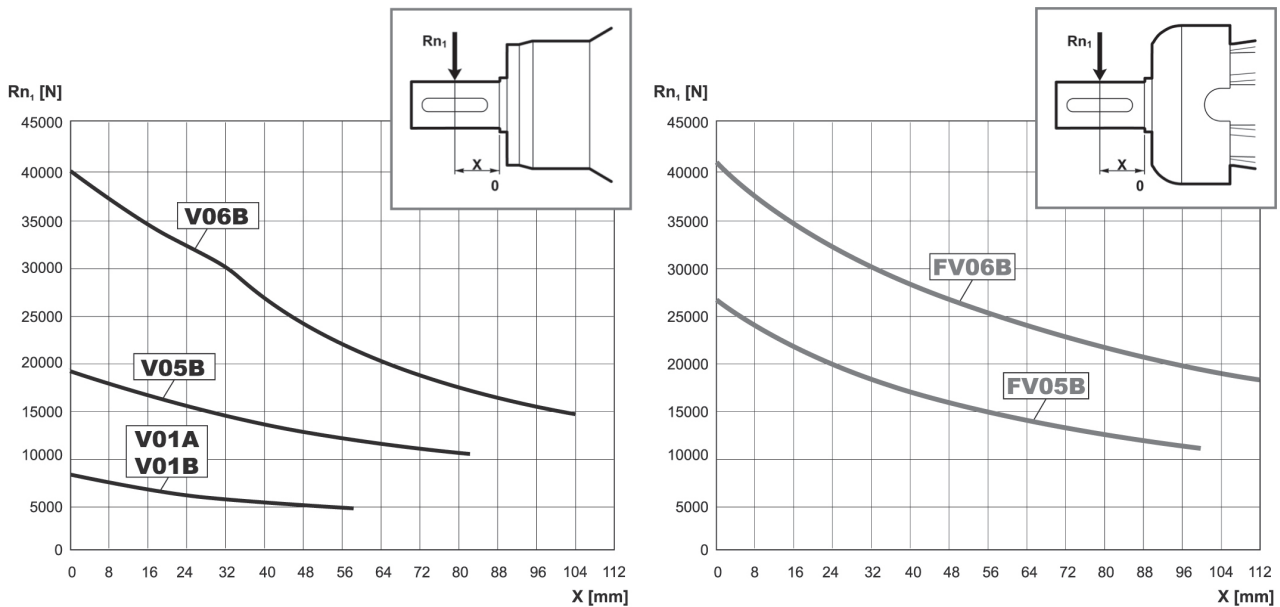 Rn₁ [N]
45000
40000
35000
30000
25000
20000
15000
10000
5000
0
0 8 16 24 32 40 48 56 64 72 80 88 96 104 112
X [mm]
V06B
V05B
V01A
V01B
Rn₁
X
0
Rn₁ [N]
45000
40000
35000
30000
25000
20000
15000
10000
5000
0
0 8 16 24 32 40 48 56 64 72 80 88 96 104 112
X [mm]
FV06B
FV05B
Rn₁
X
0